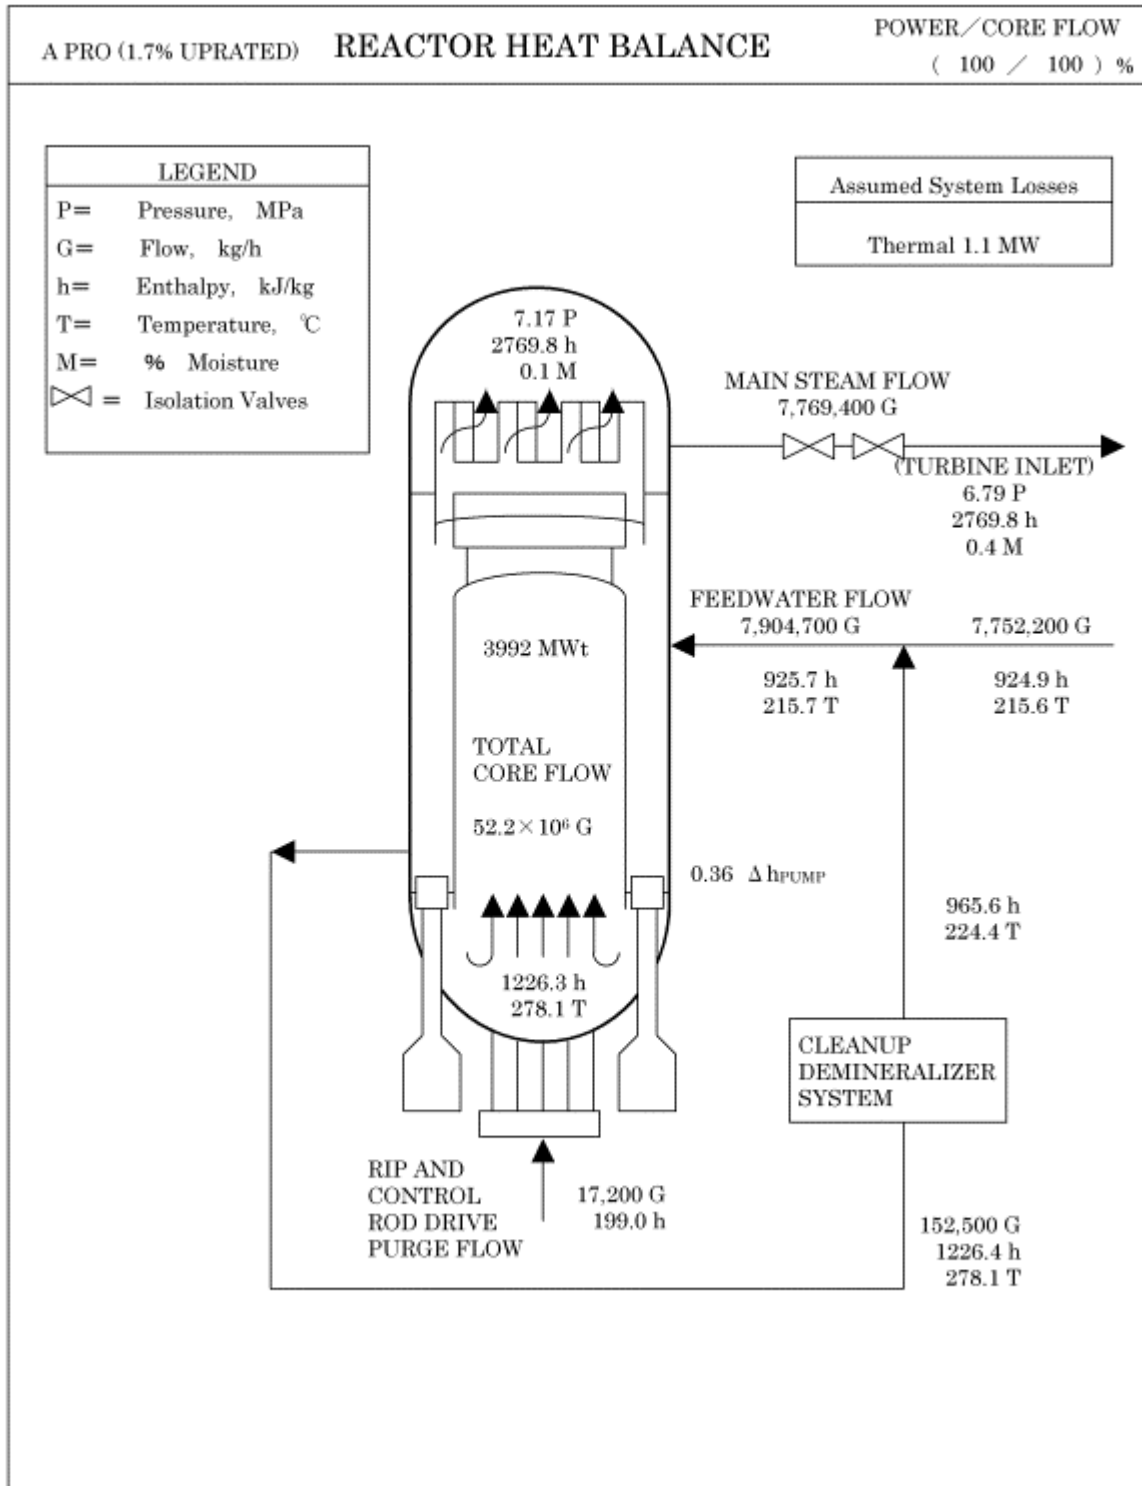 A PRO (1.7% UPRATED)
REACTOR HEAT BALANCE
POWER／CORE FLOW
( 100 ／ 100 ) %
LEGEND
P= Pressure, MPa
G= Flow, kg/h
h= Enthalpy, kJ/kg
T= Temperature, ℃
M= % Moisture
= Isolation Valves
Assumed System Losses
Thermal 1.1 MW
7.17 P
2769.8 h
0.1 M
MAIN STEAM FLOW
7,769,400 G
(TURBINE INLET)
6.79 P
2769.8 h
0.4 M
FEEDWATER FLOW
7,904,700 G
7,752,200 G
925.7 h
215.7 T
924.9 h
215.6 T
3992 MWt
TOTAL
CORE FLOW
52.2×10⁶ G
0.36 Δh_PUMP
965.6 h
224.4 T
1226.3 h
278.1 T
CLEANUP
DEMINERALIZER
SYSTEM
RIP AND
CONTROL
ROD DRIVE
PURGE FLOW
17,200 G
199.0 h
152,500 G
1226.4 h
278.1 T